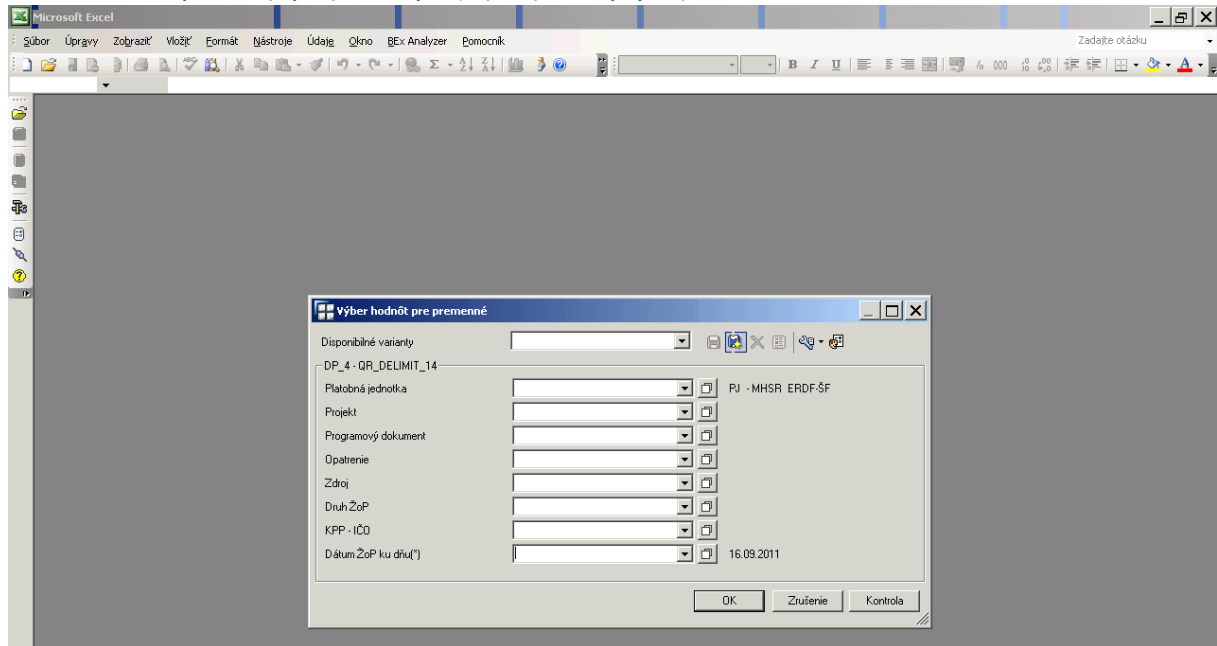 Microsoft Excel
Súbor Úpravy Zobraziť Vložiť Formát Nástroje Údaje Okno BEx Analyzer Pomocník Zadajte otázku
B I U 000
Výber hodnôt pre premenné
Disponibilné varianty
DP_4 - QR_DELIMIT_14
Platobná jednotka PJ - MHSR ERDF-ŠF
Projekt
Programový dokument
Opatrenie
Zdroj
Druh ŽoP
KPP - IČO
Dátum ŽoP ku dňu(*) 16.09.2011
OK Zrušenie Kontrola